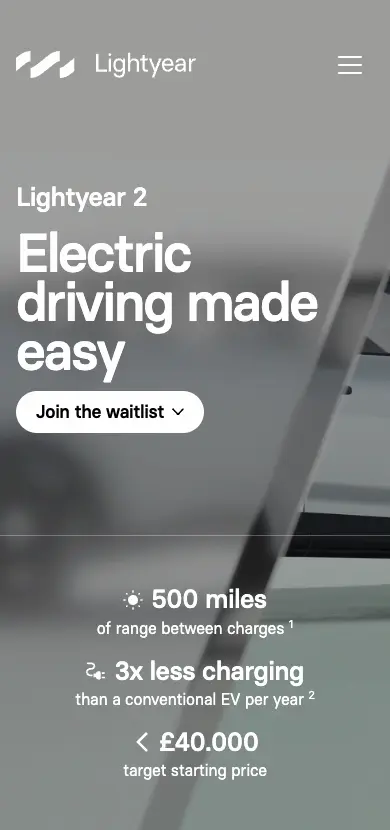 Lightyear
Lightyear 2
Electric
driving made
easy
Join the waitlist
500 miles
of range between charges ¹
3x less charging
than a conventional EV per year ²
< £40.000
target starting price